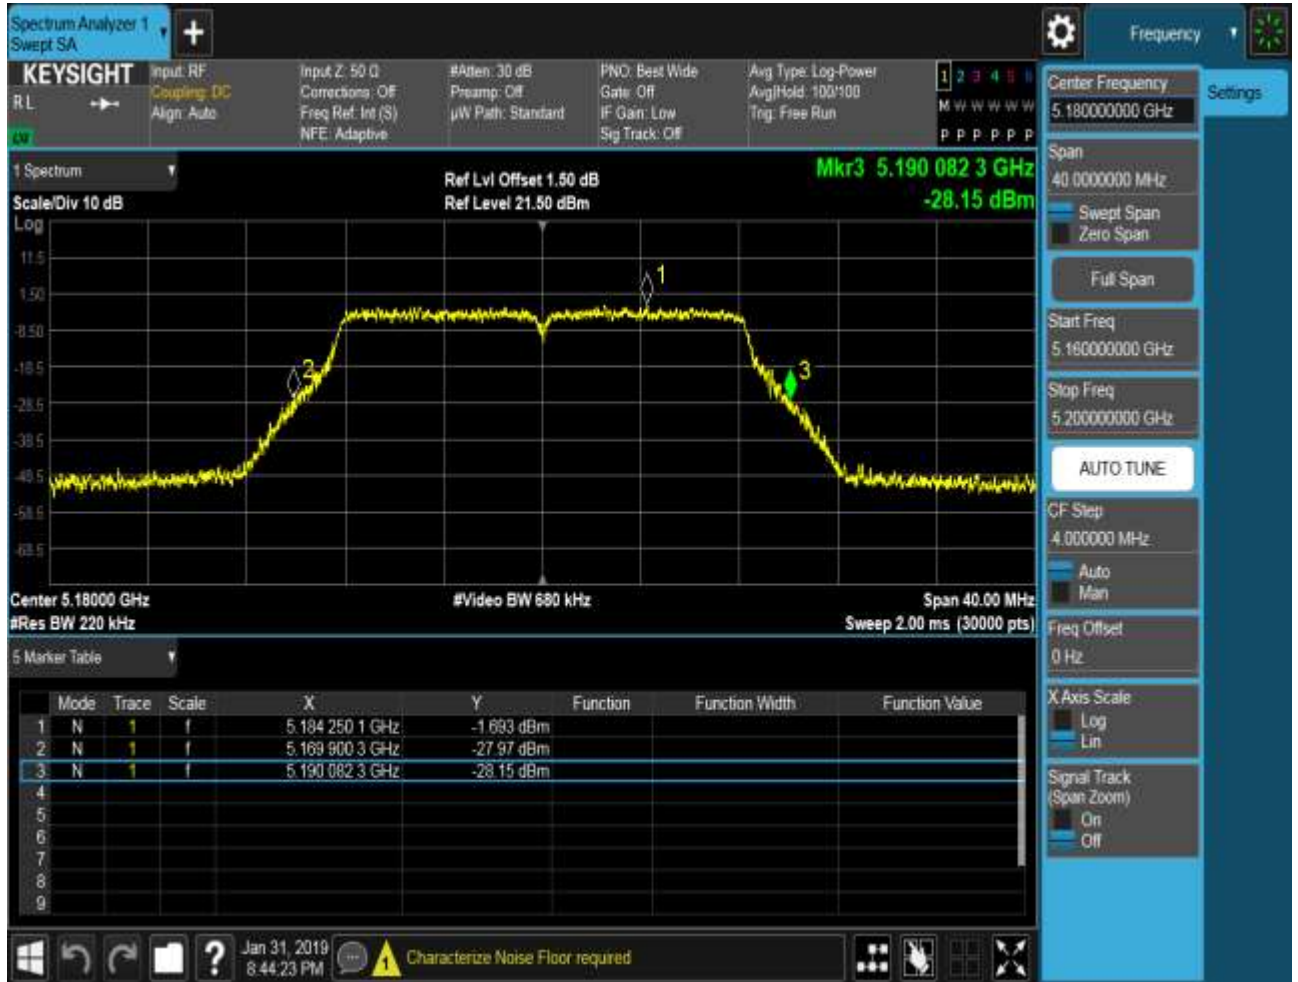 Spectrum Analyzer 1
Swept SA
Frequency
KEYSIGHT
R L
Input: RF
Coupling: DC
Align: Auto
Input Z: 50 Ω
Corrections: Off
Freq Ref: Int (S)
NFE: Adaptive
#Atten: 30 dB
Preamp: Off
µW Path: Standard
PNO: Best Wide
Gate: Off
IF Gain: Low
Sig Track: Off
Avg Type: Log-Power
Avg|Hold: 100/100
Trig: Free Run
1 2 3 4 5 6
M W W W W W
P P P P P P
Center Frequency
5.180000000 GHz
Settings
Span
40.0000000 MHz
Swept Span
Zero Span
Full Span
Start Freq
5.160000000 GHz
Stop Freq
5.200000000 GHz
AUTO TUNE
CF Step
4.000000 MHz
Auto
Man
Freq Offset
0 Hz
X Axis Scale
Log
Lin
Signal Track
(Span Zoom)
On
Off
1 Spectrum
Scale/Div 10 dB
Ref Lvl Offset 1.50 dB
Ref Level 21.50 dBm
Mkr3 5.190 082 3 GHz
-28.15 dBm
Log
11.5
1.50
-8.50
-18.5
-28.5
-38.5
-48.5
-58.5
-68.5
1
2
3
Center 5.18000 GHz
#Video BW 680 kHz
Span 40.00 MHz
#Res BW 220 kHz
Sweep 2.00 ms (30000 pts)
5 Marker Table
Mode Trace Scale X Y Function Function Width Function Value
1 N 1 f 5.184 250 1 GHz -1.693 dBm
2 N 1 f 5.169 900 3 GHz -27.97 dBm
3 N 1 f 5.190 082 3 GHz -28.15 dBm
4
5
6
7
8
9
Jan 31, 2019
8:44:23 PM
1
Characterize Noise Floor required